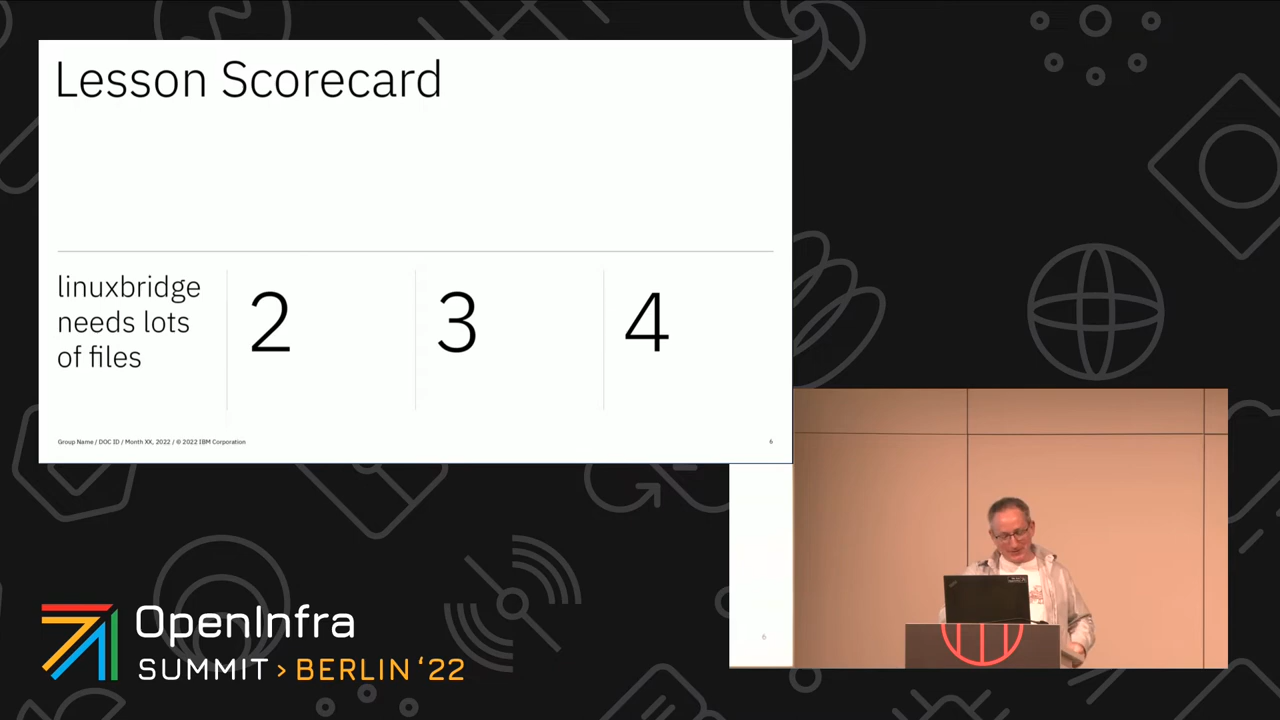 Lesson Scorecard
linuxbridge
needs lots
of files
2
3
4
Group Name / DOC ID / Month XX, 2022 / © 2022 IBM Corporation
6
6
OpenInfra
SUMMIT > BERLIN ‘22